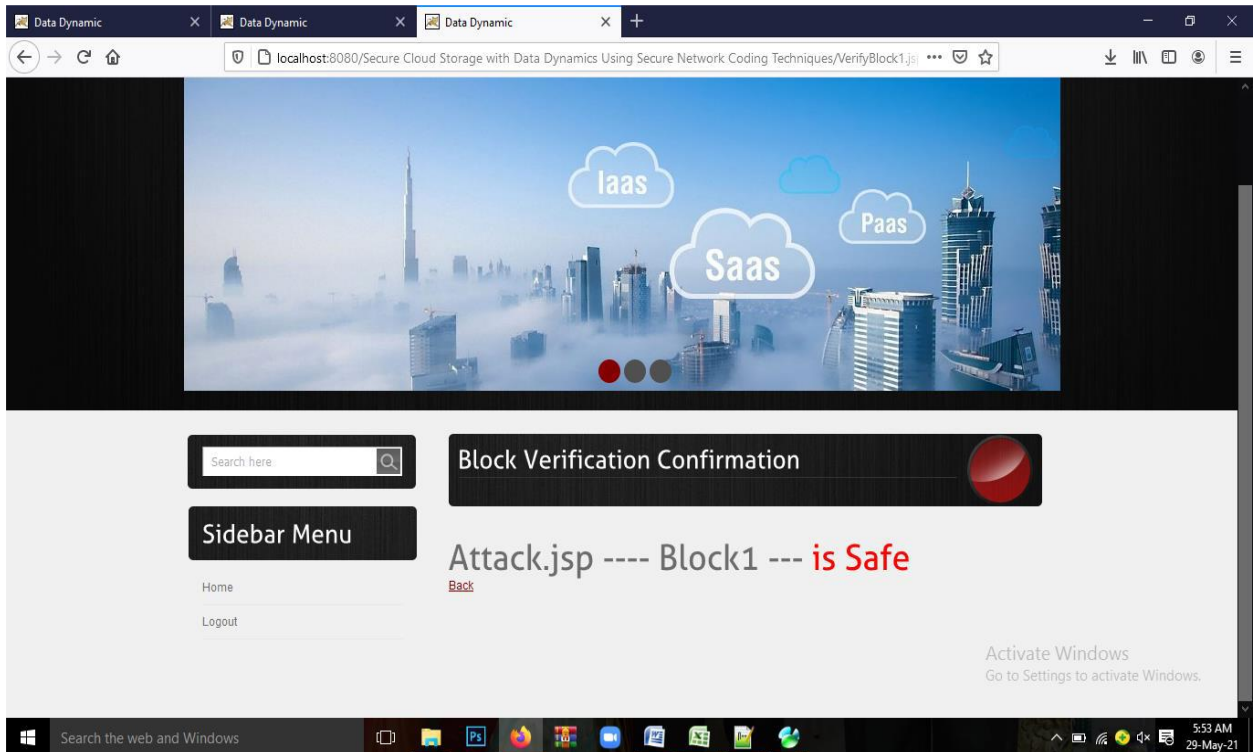 Data Dynamic
Data Dynamic
Data Dynamic
localhost:8080/Secure Cloud Storage with Data Dynamics Using Secure Network Coding Techniques/VerifyBlock1.js
Iaas
Paas
Saas
Search here
Block Verification Confirmation
Sidebar Menu
Attack.jsp ---- Block1 --- is Safe
Back
Home
Logout
Activate Windows
Go to Settings to activate Windows.
Search the web and Windows
Ps
5:53 AM
29-May-21